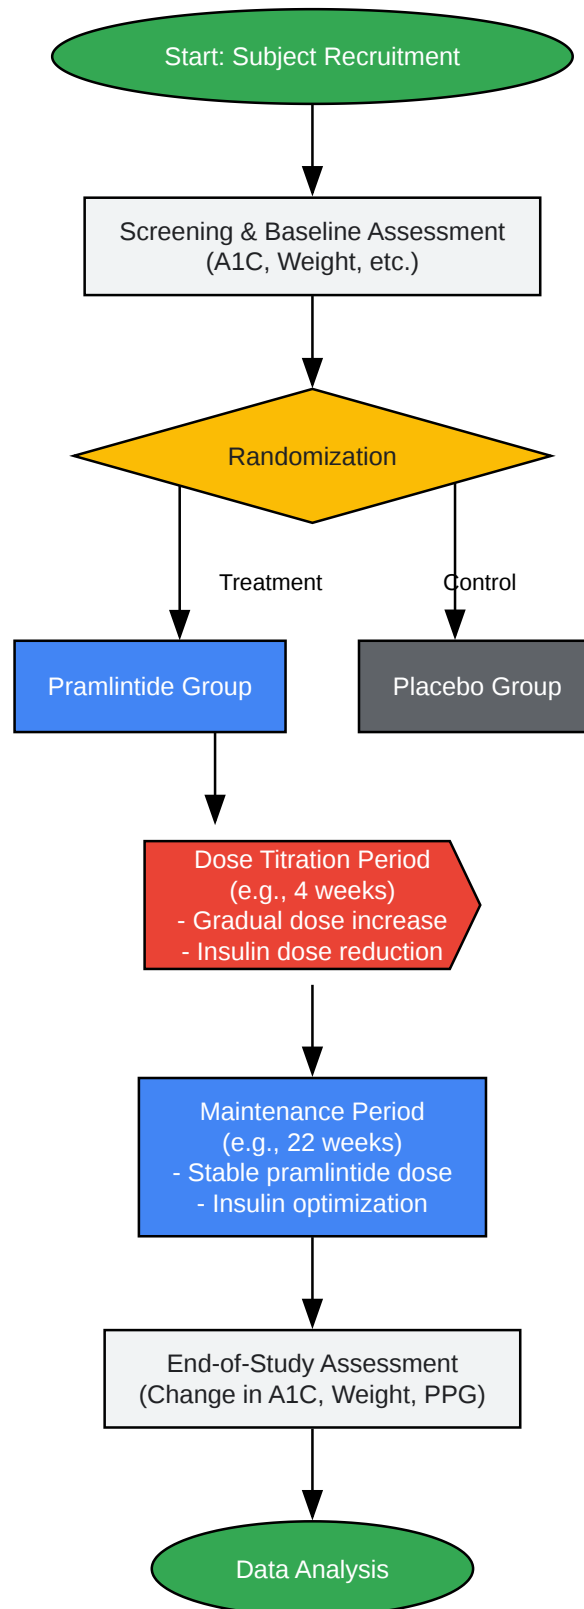 Start: Subject Recruitment
Screening & Baseline Assessment
(A1C, Weight, etc.)
Randomization
Treatment
Control
Pramlintide Group
Placebo Group
Dose Titration Period
(e.g., 4 weeks)
- Gradual dose increase
- Insulin dose reduction
Maintenance Period
(e.g., 22 weeks)
- Stable pramlintide dose
- Insulin optimization
End-of-Study Assessment
(Change in A1C, Weight, PPG)
Data Analysis